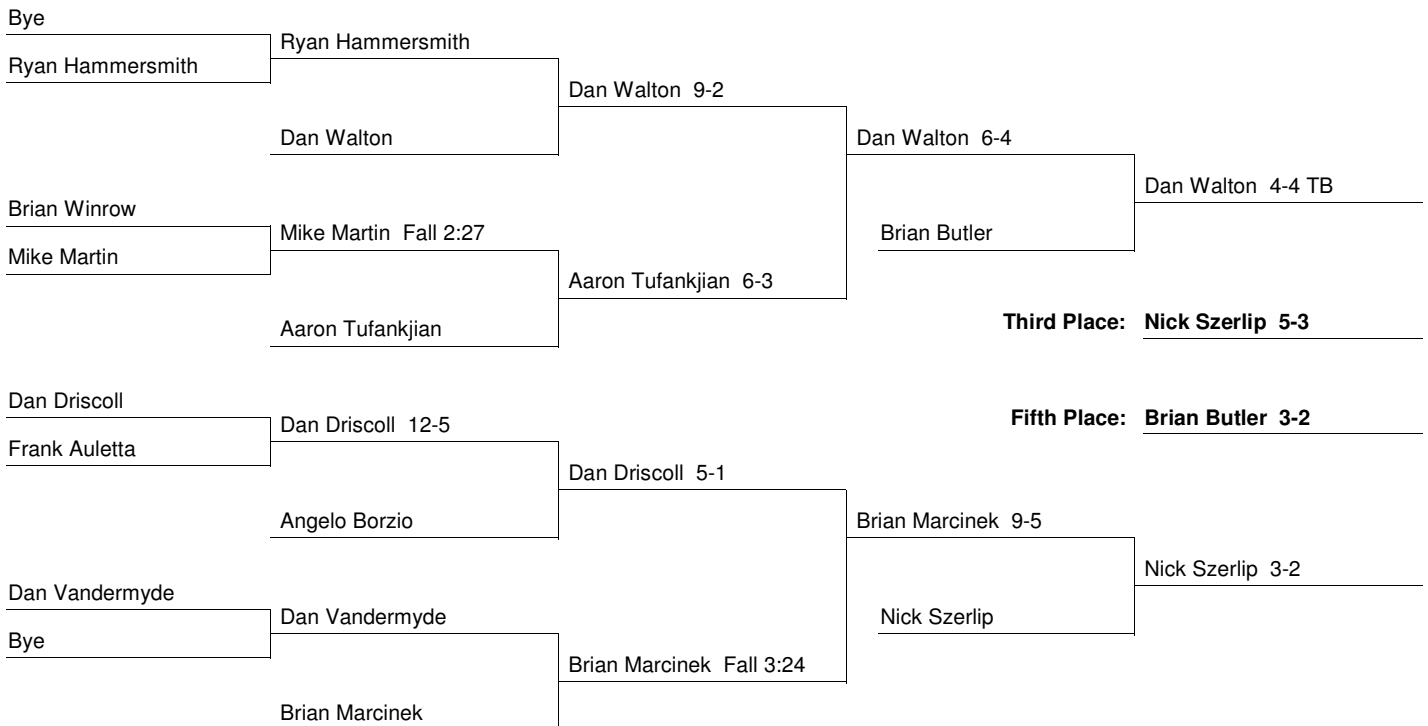 Bye
Ryan Hammersmith
Ryan Hammersmith
Dan Walton 9-2
Dan Walton
Dan Walton 6-4
Dan Walton 4-4 TB
Brian Winrow
Mike Martin Fall 2:27
Brian Butler
Mike Martin
Aaron Tufankjian 6-3
Aaron Tufankjian
Third Place: Nick Szerlip 5-3
Dan Driscoll
Dan Driscoll 12-5
Fifth Place: Brian Butler 3-2
Frank Auletta
Dan Driscoll 5-1
Angelo Borzio
Brian Marcinek 9-5
Nick Szerlip 3-2
Dan Vandermyde
Dan Vandermyde
Nick Szerlip
Bye
Brian Marcinek Fall 3:24
Brian Marcinek